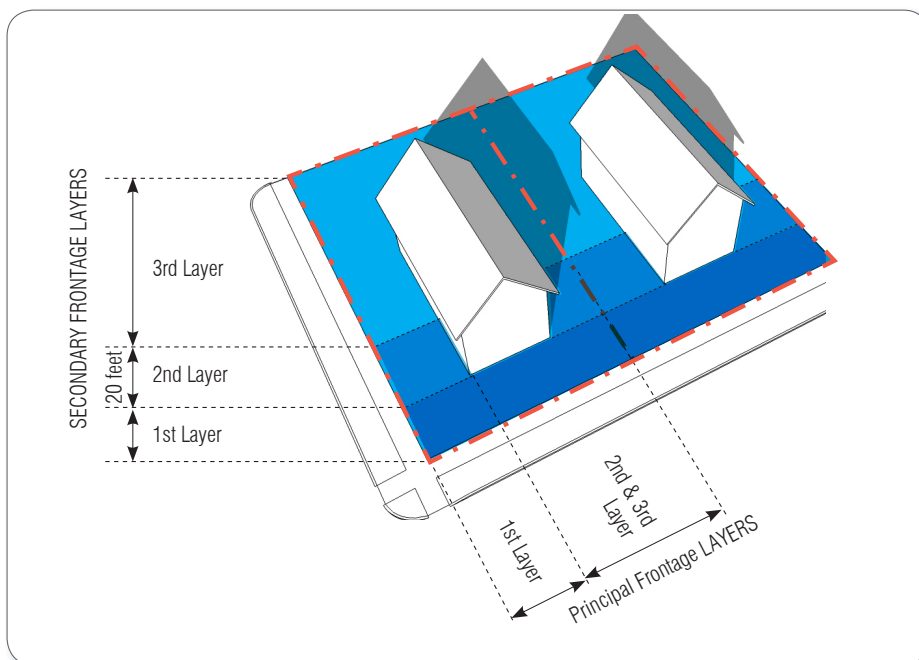 SECONDARY FRONTAGE LAYERS
3rd Layer
20 feet
2nd Layer
1st Layer
1st Layer
2nd & 3rd
Layer
Principal Frontage LAYERS